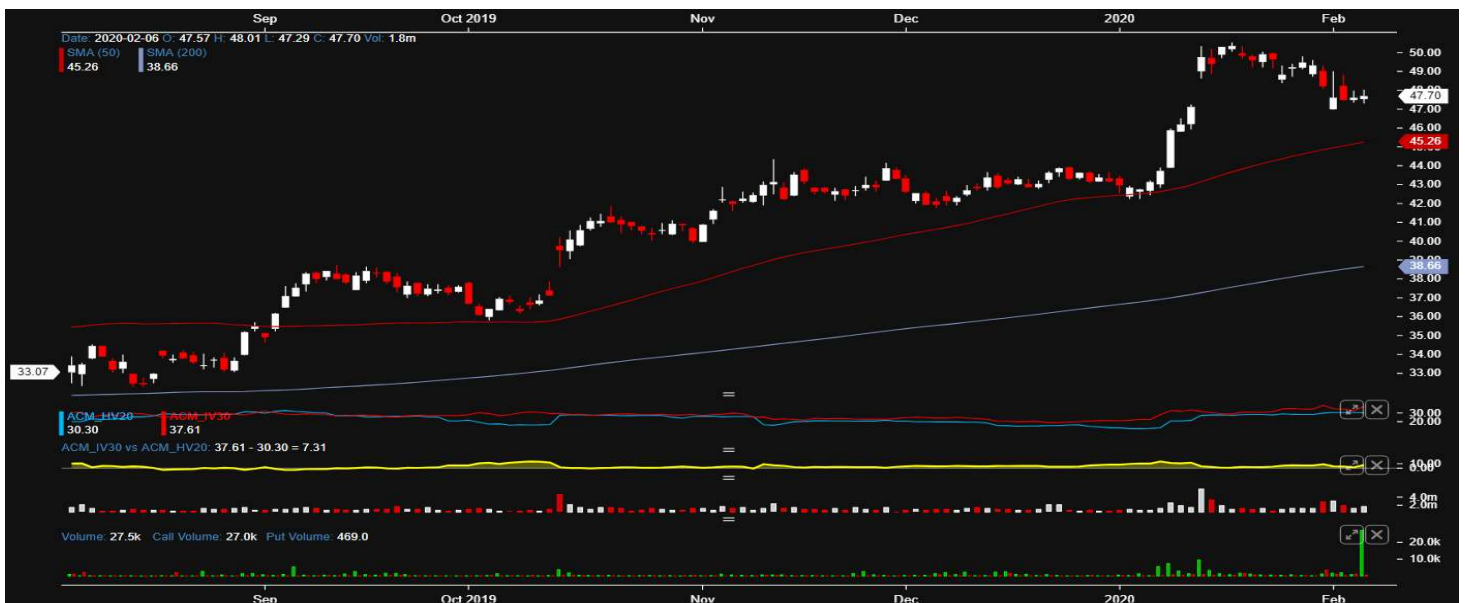 Sep Oct 2019 Nov Dec 2020 Feb
Date: 2020-02-06 O: 47.57 H: 48.01 L: 47.29 C: 47.70 Vol: 1.8m
SMA (50) SMA (200)
45.26 38.66
50.00
49.00
47.70
47.00
46.00
45.26
44.00
43.00
42.00
41.00
40.00
38.66
38.00
37.00
36.00
35.00
34.00
33.07 33.00
ACM_HV20 ACM_IV30 30.00
30.30 37.61 20.00
ACM_IV30 vs ACM_HV20: 37.61 - 30.30 = 7.31
10.00
0.00
4.0m
2.0m
Volume: 27.5k Call Volume: 27.0k Put Volume: 469.0
20.0k
10.0k
Sep Oct 2019 Nov Dec 2020 Feb